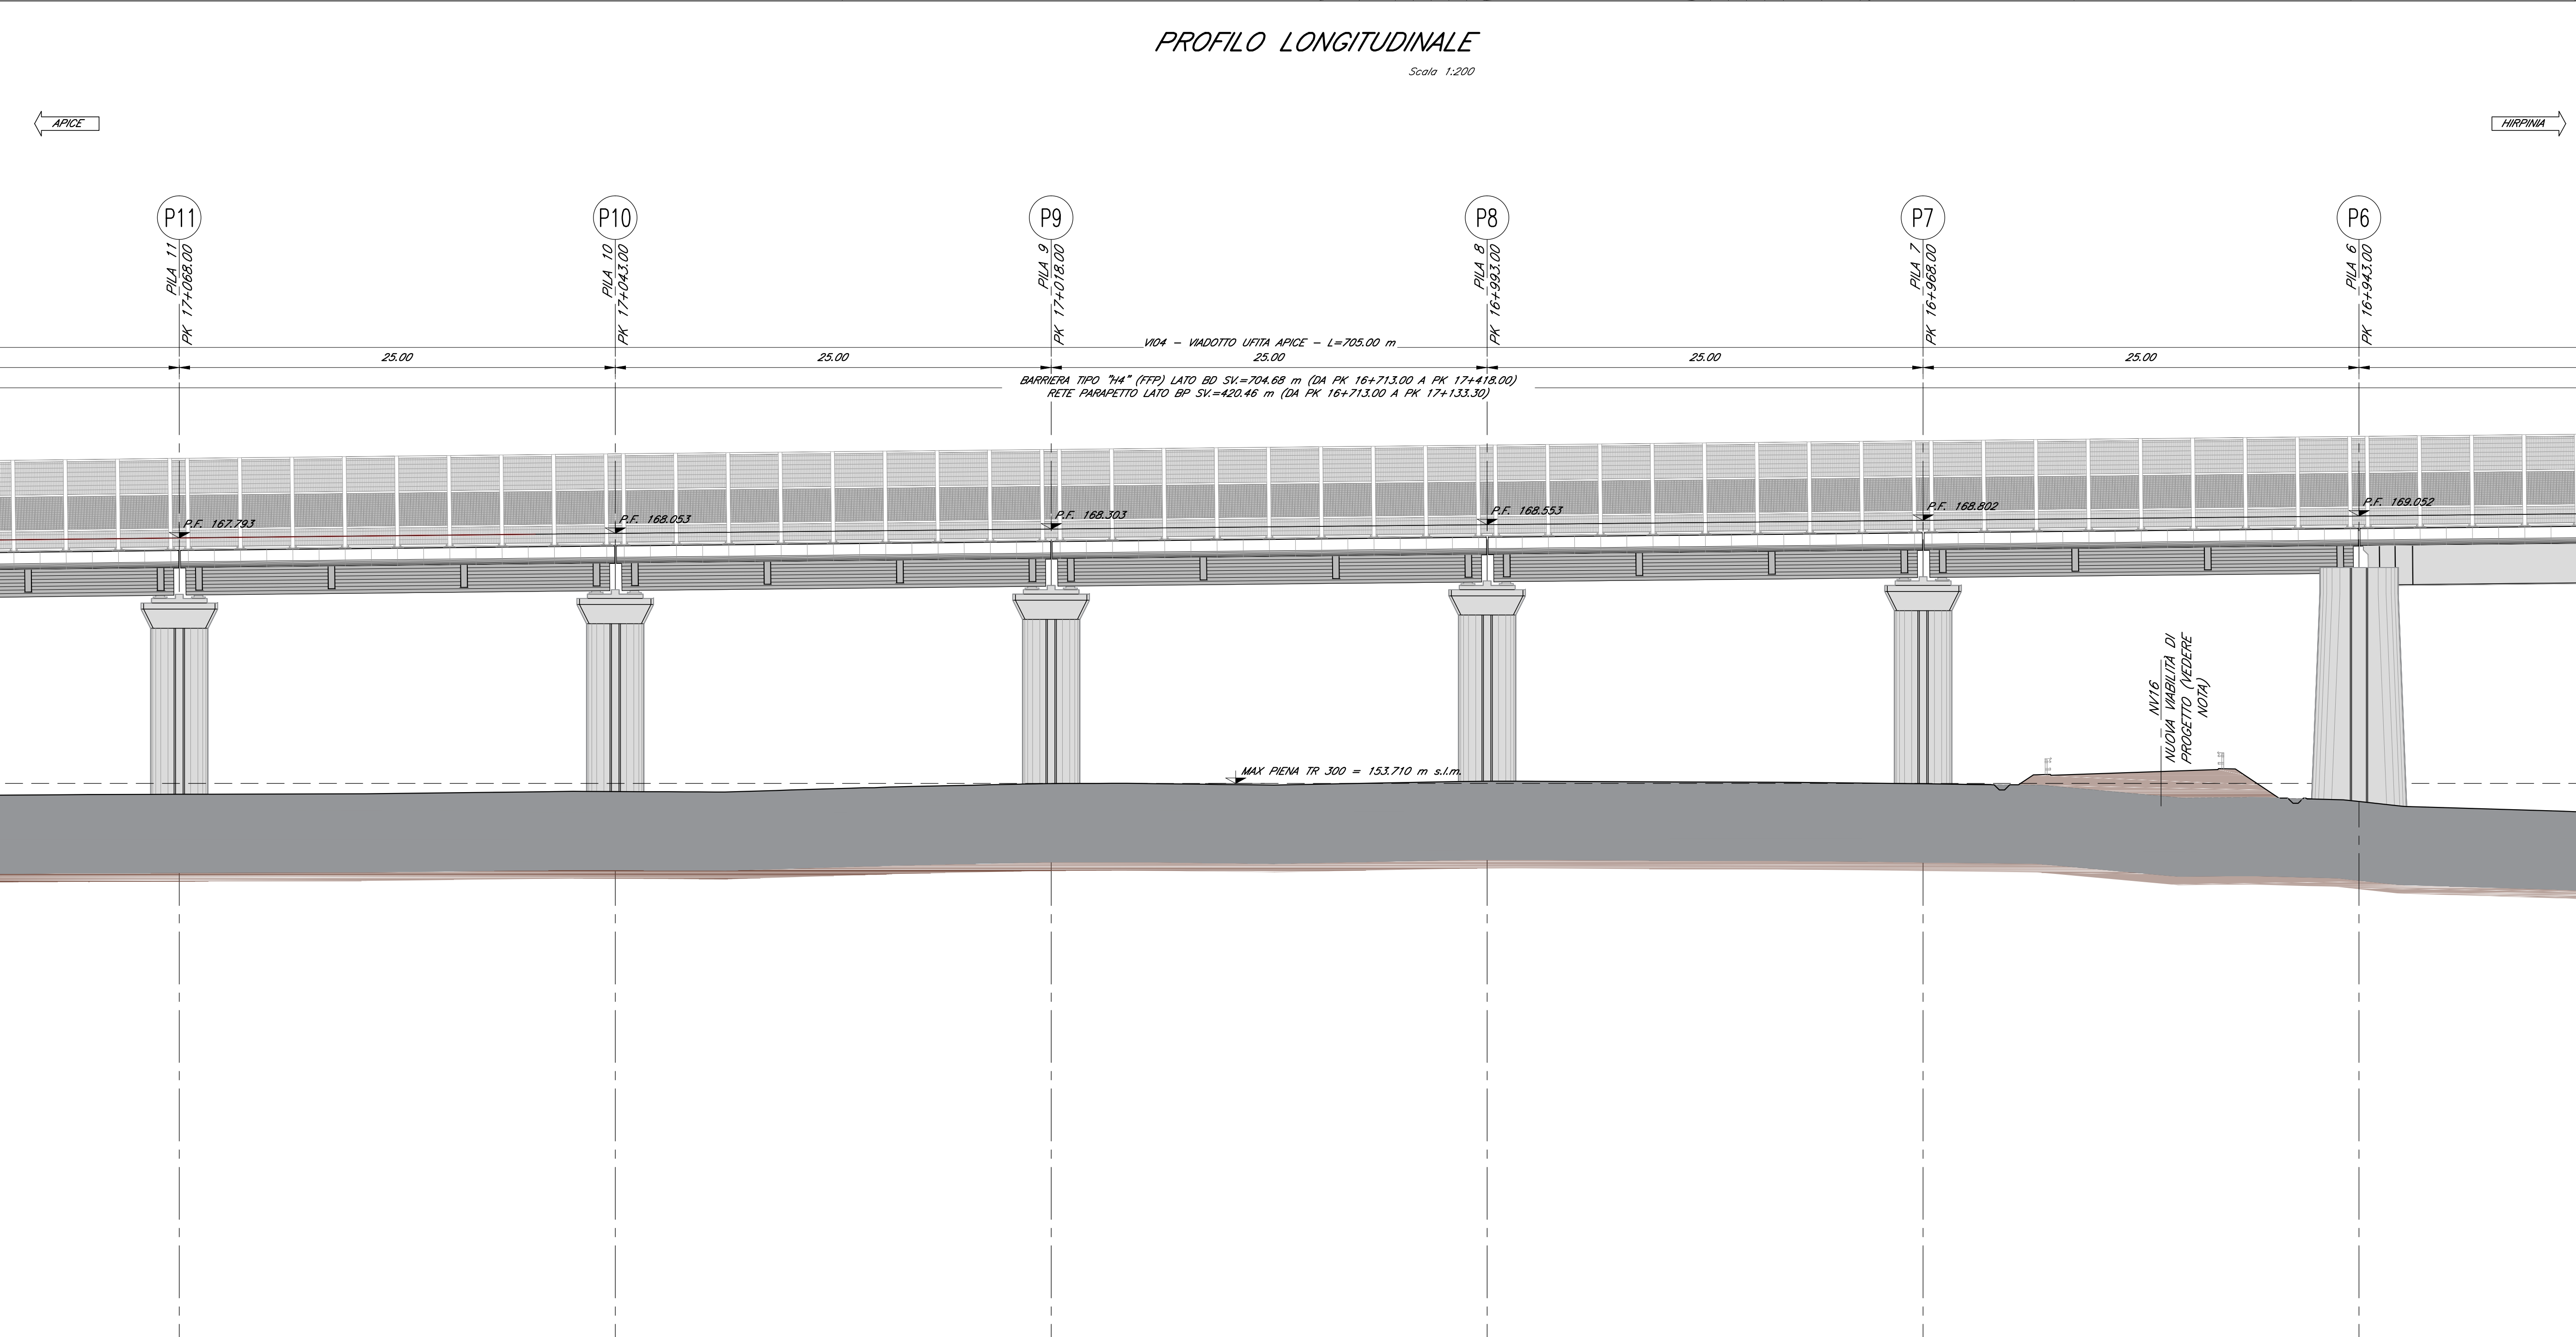 PROFILO LONGITUDINALE
Scala 1:200
APICE
HIRPINIA
P11
P10
P9
P8
P7
P6
PILA 11
PK 17+068.00
PILA 10
PK 17+043.00
PILA 9
PK 17+018.00
PILA 8
PK 16+993.00
PILA 7
PK 16+968.00
PILA 6
PK 16+943.00
VI04 - VIADOTTO UFITA APICE - L=705.00 m
25.00
25.00
25.00
25.00
25.00
BARRIERA TIPO "H4" (FFP) LATO BD SV.=704.68 m (DA PK 16+713.00 A PK 17+418.00)
RETE PARAPETTO LATO BP SV.=420.46 m (DA PK 16+713.00 A PK 17+133.30)
P.F. 167.793
P.F. 168.053
P.F. 168.303
P.F. 168.553
P.F. 168.802
P.F. 169.052
NV16
NUOVA VIABILITÀ DI
PROGETTO (VEDERE
NOTA)
MAX PIENA TR 300 = 153.710 m s.l.m.